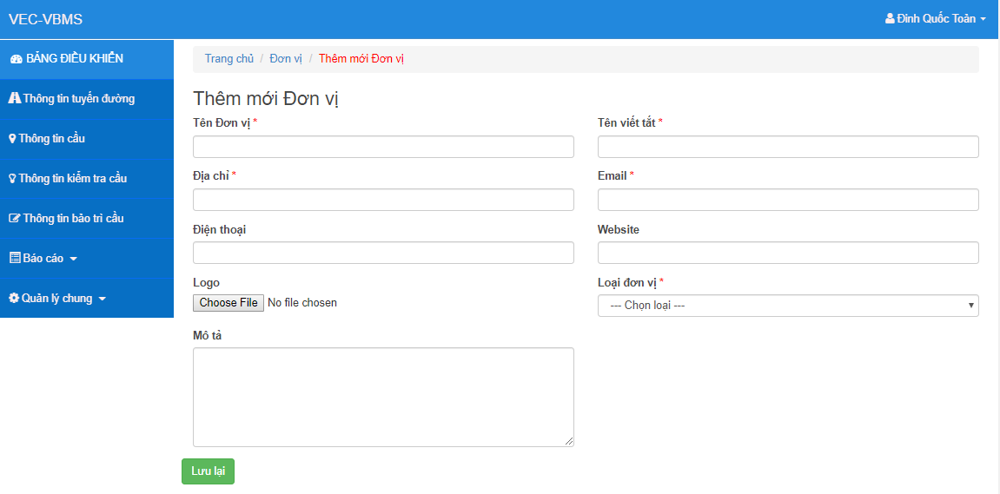 VEC-VBMS
Đinh Quốc Toản
BẢNG ĐIỀU KHIỂN
Thông tin tuyến đường
Thông tin cầu
Thông tin kiểm tra cầu
Thông tin bảo trì cầu
Báo cáo
Quản lý chung
Trang chủ / Đơn vị / Thêm mới Đơn vị
Thêm mới Đơn vị
Tên Đơn vị *
Tên viết tắt *
Địa chỉ *
Email *
Điện thoại
Website
Logo
Loại đơn vị *
Choose File No file chosen
--- Chọn loại ---
Mô tả
Lưu lại